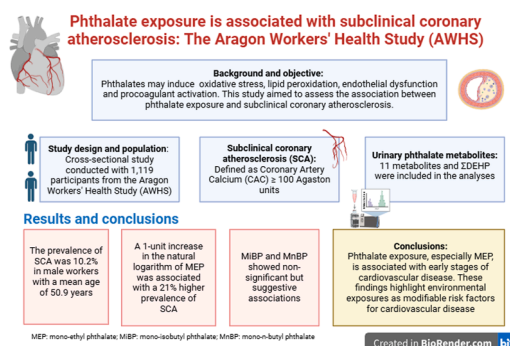 Phthalate exposure is associated with subclinical coronary
atherosclerosis: The Aragon Workers' Health Study (AWHS)
Background and objective:
Phthalates may induce oxidative stress, lipid peroxidation, endothelial dysfunction
and procoagulant activation. This study aimed to assess the association between
phthalate exposure and subclinical coronary atherosclerosis.
Study design and population:
Cross-sectional study
conducted with 1,119
participants from the Aragon
Workers' Health Study (AWHS)
Subclinical coronary
atherosclerosis (SCA):
Defined as Coronary Artery
Calcium (CAC) ≥ 100 Agaston
units
Urinary phthalate metabolites:
11 metabolites and ΣDEHP
were included in the analyses
Results and conclusions
The prevalence of
SCA was 10.2%
in male workers
with a mean age
of 50.9 years
A 1-unit increase
in the natural
logarithm of MEP
was associated
with a 21% higher
prevalence of
SCA
MiBP and MnBP
showed non-
significant but
suggestive
associations
Conclusions:
Phthalate exposure, especially MEP,
is associated with early stages of
cardiovascular disease. These
findings highlight environmental
exposures as modifiable risk factors
for cardiovascular disease
MEP: mono-ethyl phthalate; MiBP: mono-isobutyl phthalate; MnBP: mono-n-butyl phthalate
Created in BioRender.com bi